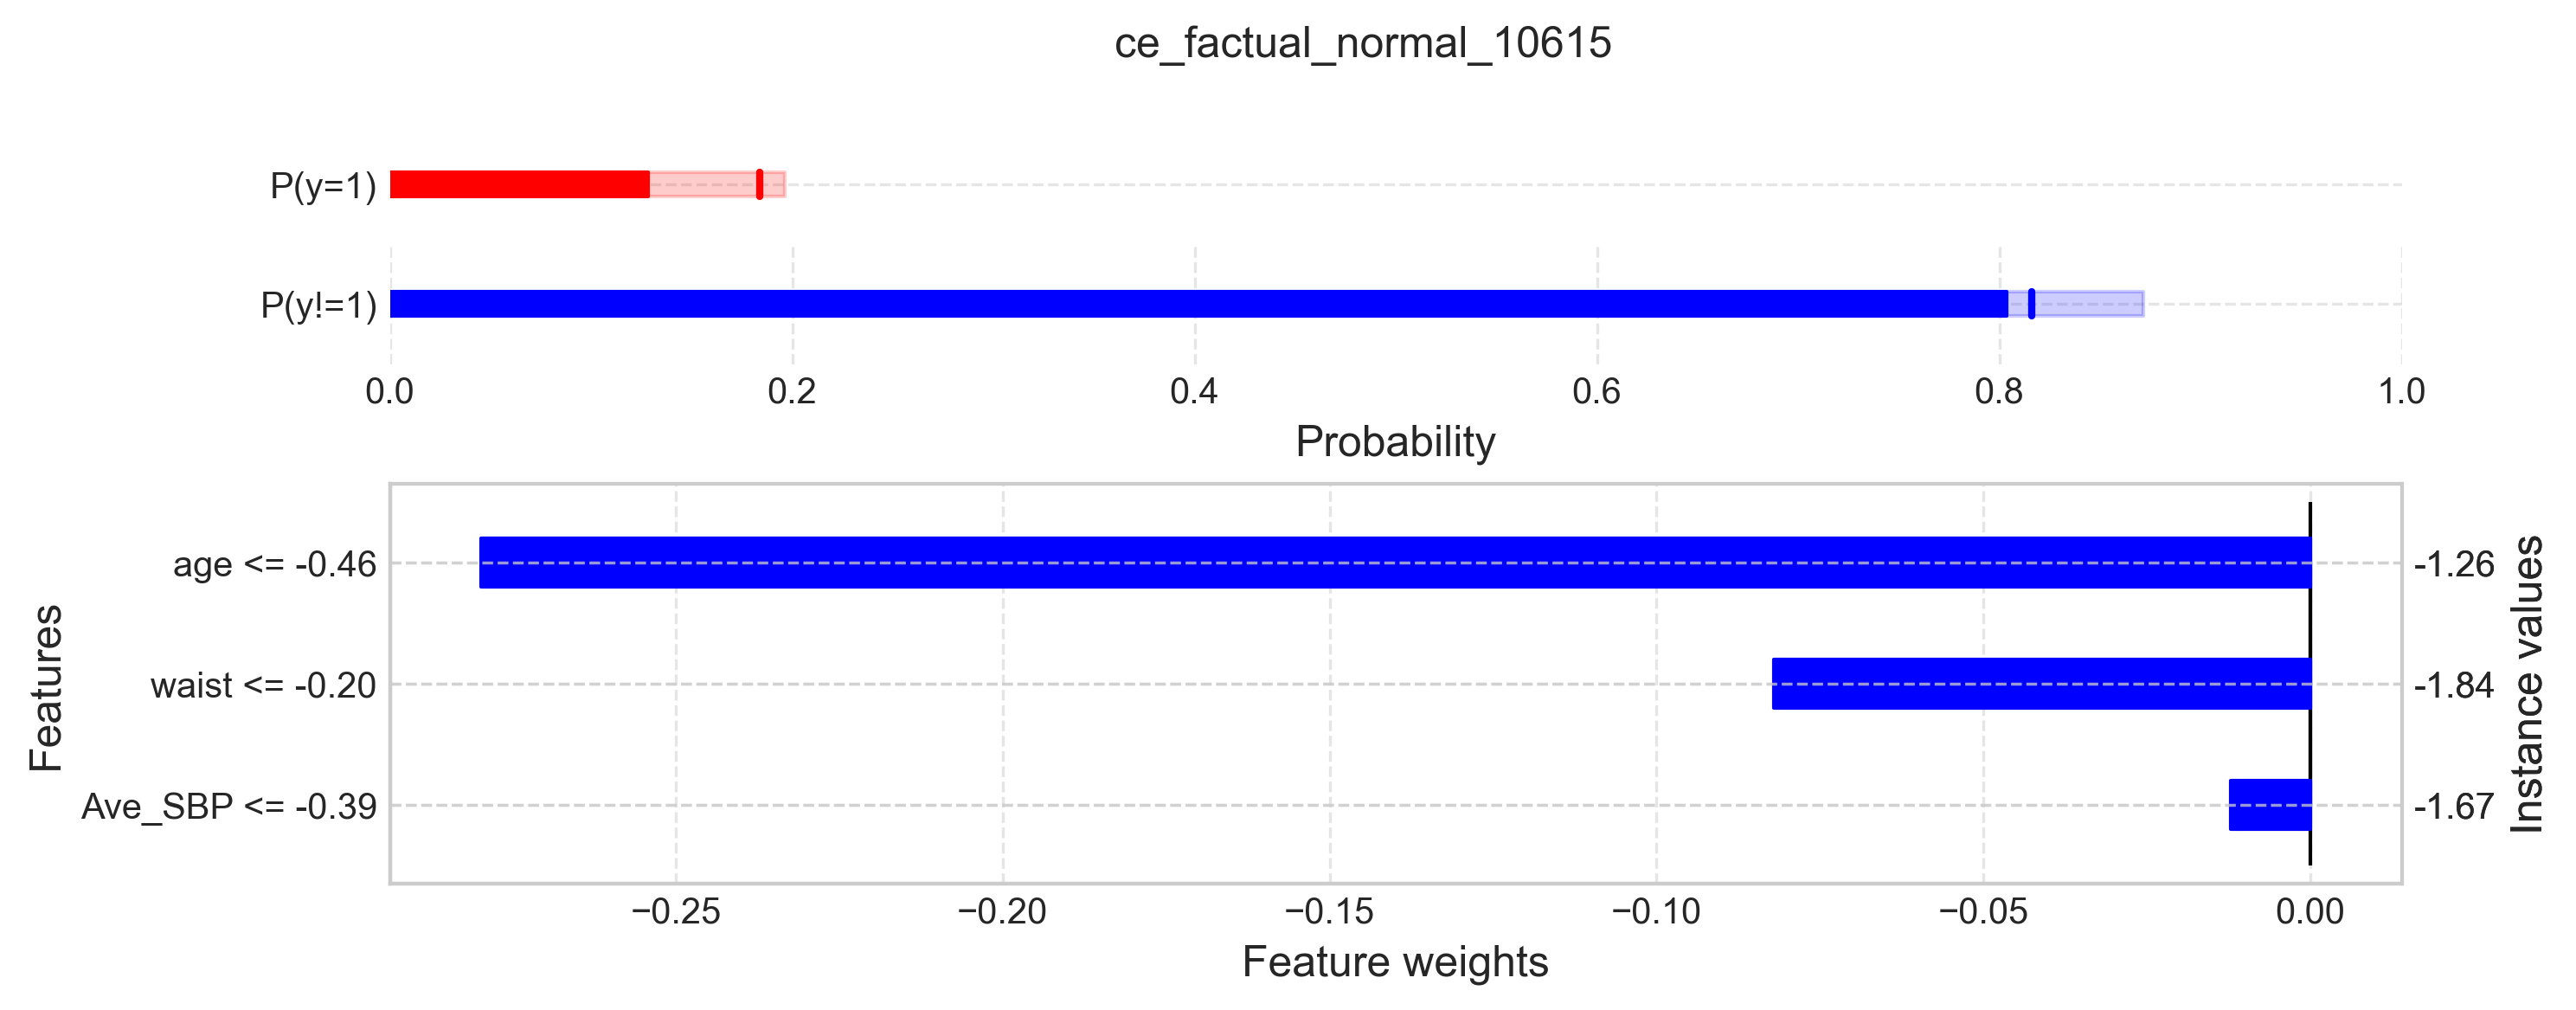 ce_factual_normal_10615
P(y=1)
P(y!=1)
0.0 0.2 0.4 0.6 0.8 1.0
Probability
Features
age <= -0.46
-1.26
waist <= -0.20
-1.84
Ave_SBP <= -0.39
-1.67
Instance values
−0.25 −0.20 −0.15 −0.10 −0.05 0.00
Feature weights